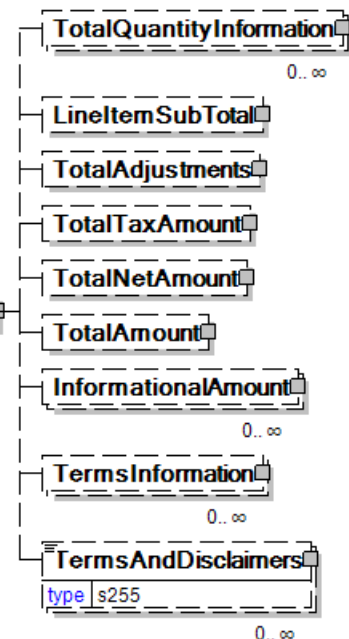 TotalQuantityInformation
0.. ∞
LineItemSubTotal
TotalAdjustments
TotalTaxAmount
TotalNetAmount
TotalAmount
InformationalAmount
0.. ∞
TermsInformation
0.. ∞
TermsAndDisclaimers
type s255
0.. ∞